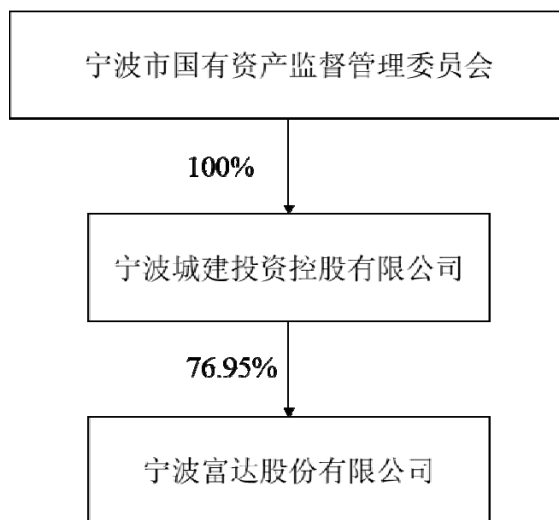 宁波市国有资产监督管理委员会
100%
宁波城建投资控股有限公司
76.95%
宁波富达股份有限公司